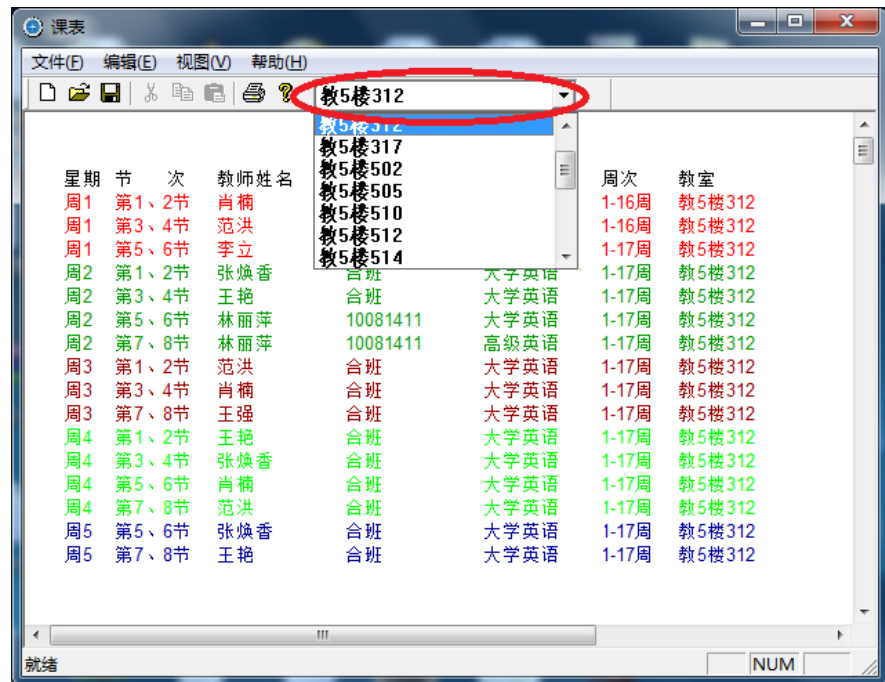 课表
文件(F) 编辑(E) 视图(V) 帮助(H)
教5楼312
教5楼312
教5楼317
教5楼502
教5楼505
教5楼510
教5楼512
教5楼514
星期 节 次 教师姓名 周次 教室
周1 第1、2节 肖楠 1-16周 教5楼312
周1 第3、4节 范洪 1-16周 教5楼312
周1 第5、6节 李立 1-17周 教5楼312
周2 第1、2节 张焕香 合班 大学英语 1-17周 教5楼312
周2 第3、4节 王艳 合班 大学英语 1-17周 教5楼312
周2 第5、6节 林丽萍 10081411 大学英语 1-17周 教5楼312
周2 第7、8节 林丽萍 10081411 高级英语 1-17周 教5楼312
周3 第1、2节 范洪 合班 大学英语 1-17周 教5楼312
周3 第3、4节 肖楠 合班 大学英语 1-17周 教5楼312
周3 第7、8节 王强 合班 大学英语 1-17周 教5楼312
周4 第1、2节 王艳 合班 大学英语 1-17周 教5楼312
周4 第3、4节 张焕香 合班 大学英语 1-17周 教5楼312
周4 第5、6节 肖楠 合班 大学英语 1-17周 教5楼312
周4 第7、8节 范洪 合班 大学英语 1-17周 教5楼312
周5 第5、6节 张焕香 合班 大学英语 1-17周 教5楼312
周5 第7、8节 王艳 合班 大学英语 1-17周 教5楼312
就绪 NUM